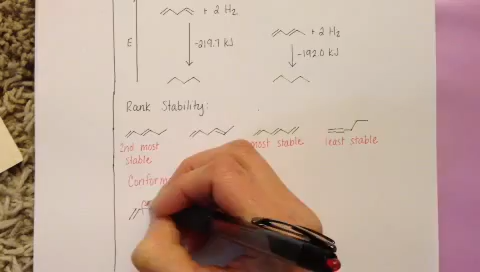 + 2 H₂
+ 2 H₂
E
-219.7 kJ
-192.0 kJ
Rank Stability:
2nd most
stable
most stable
least stable